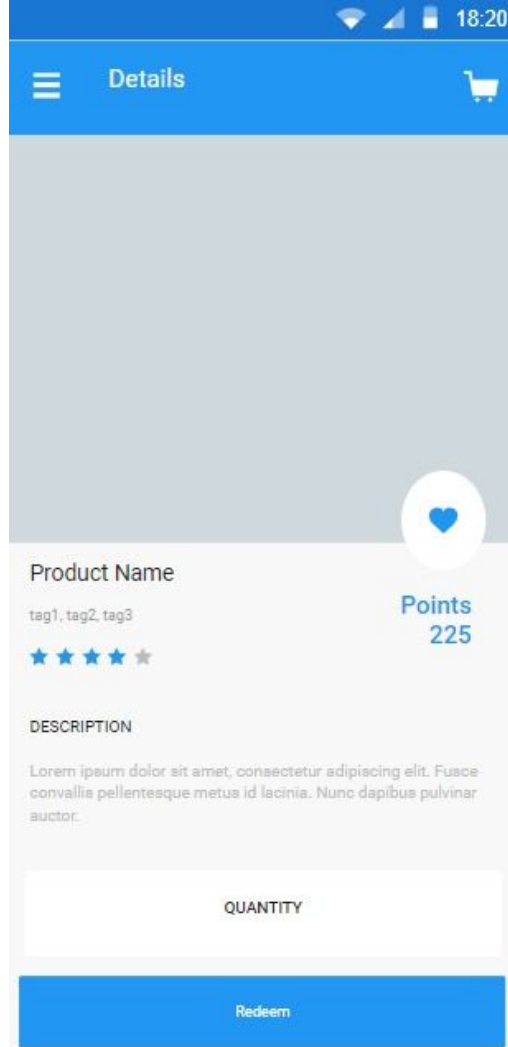 18:20
Details
Product Name
tag1, tag2, tag3
Points
225
DESCRIPTION
Lorem ipsum dolor sit amet, consectetur adipiscing elit. Fusce
convallis pellentesque metus id lacinia. Nunc dapibus pulvinar
auctor.
QUANTITY
Redeem